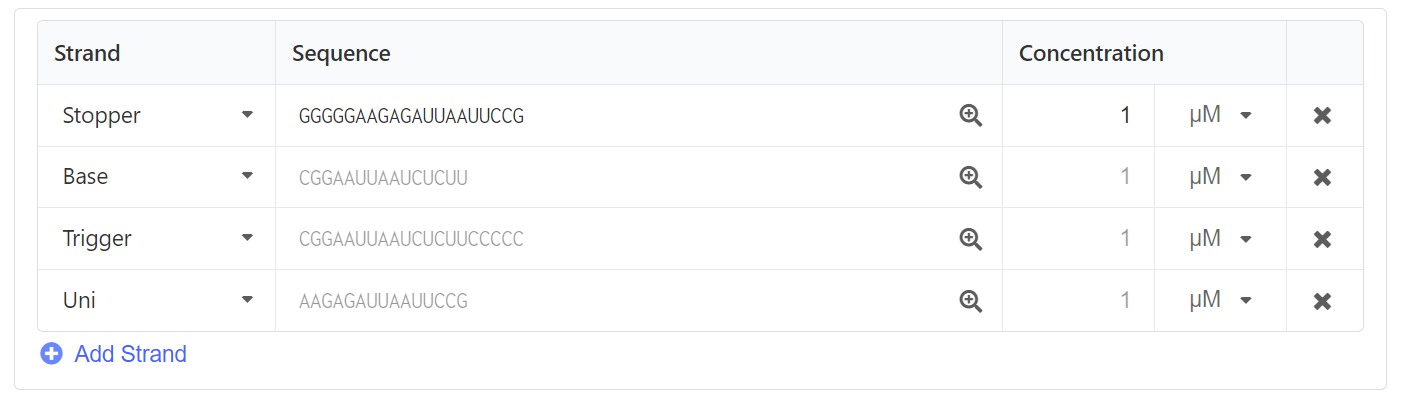 Strand Sequence Concentration
Stopper GGGGGAAGAGAUUAAUUCCG 1 µM
Base CGGAAUUAAUCUCUU 1 µM
Trigger CGGAAUUAAUCUCUUCCCCC 1 µM
Uni AAGAGAUUAAUUCCG 1 µM
Add Strand